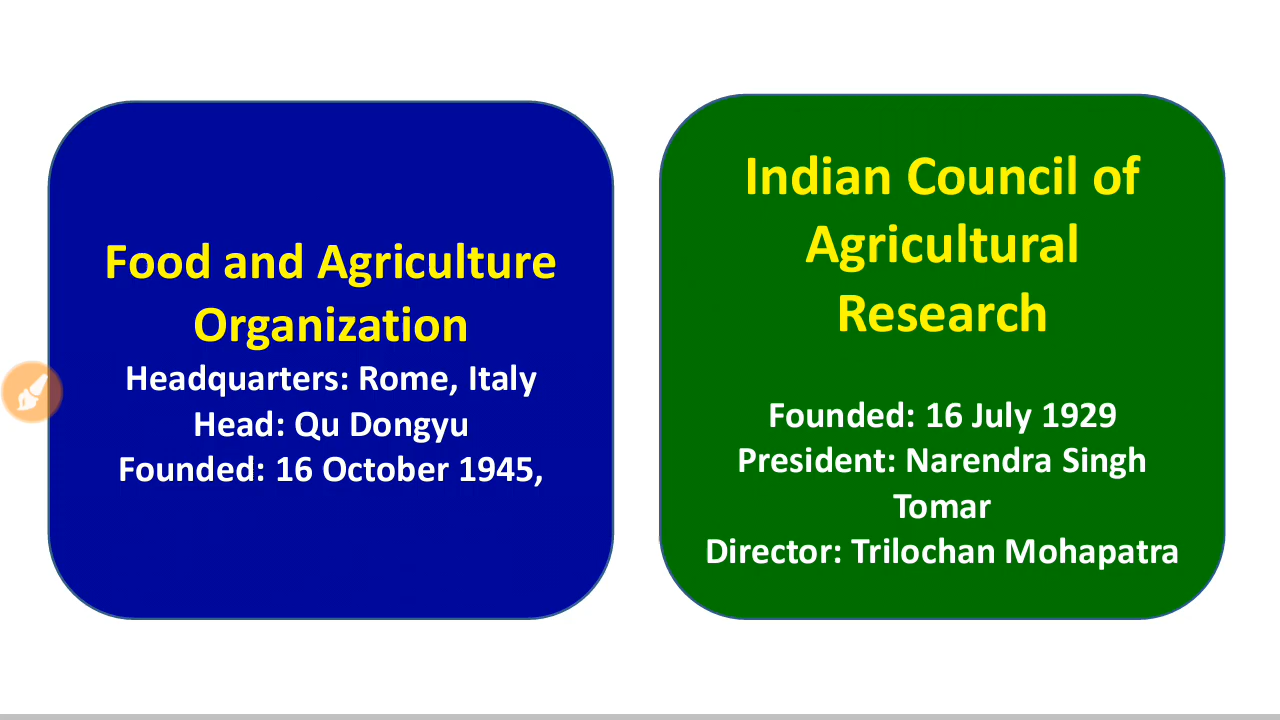 Food and Agriculture
Organization
Headquarters: Rome, Italy
Head: Qu Dongyu
Founded: 16 October 1945,
Indian Council of
Agricultural
Research
Founded: 16 July 1929
President: Narendra Singh
Tomar
Director: Trilochan Mohapatra